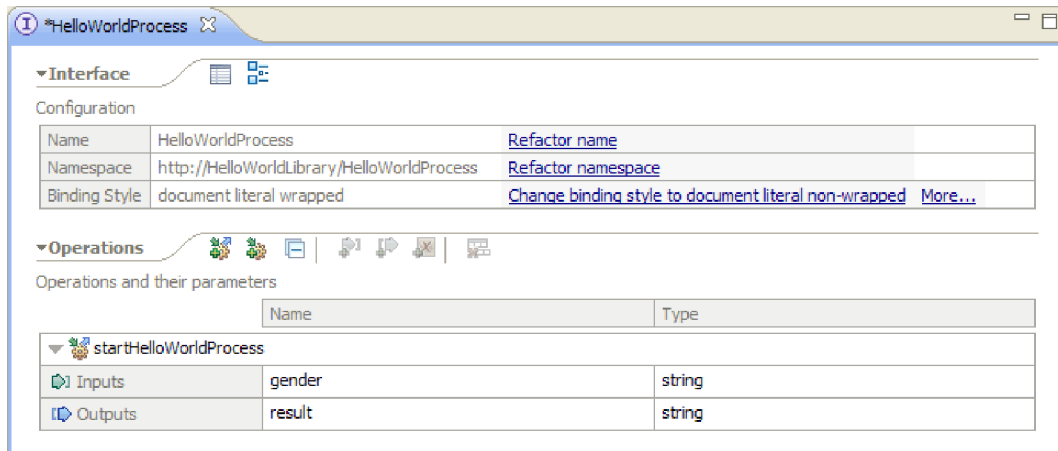 *HelloWorldProcess
Interface
Configuration
Name HelloWorldProcess Refactor name
Namespace http://HelloWorldLibrary/HelloWorldProcess Refactor namespace
Binding Style document literal wrapped Change binding style to document literal non-wrapped More...
Operations
Operations and their parameters
Name Type
startHelloWorldProcess
Inputs gender string
Outputs result string